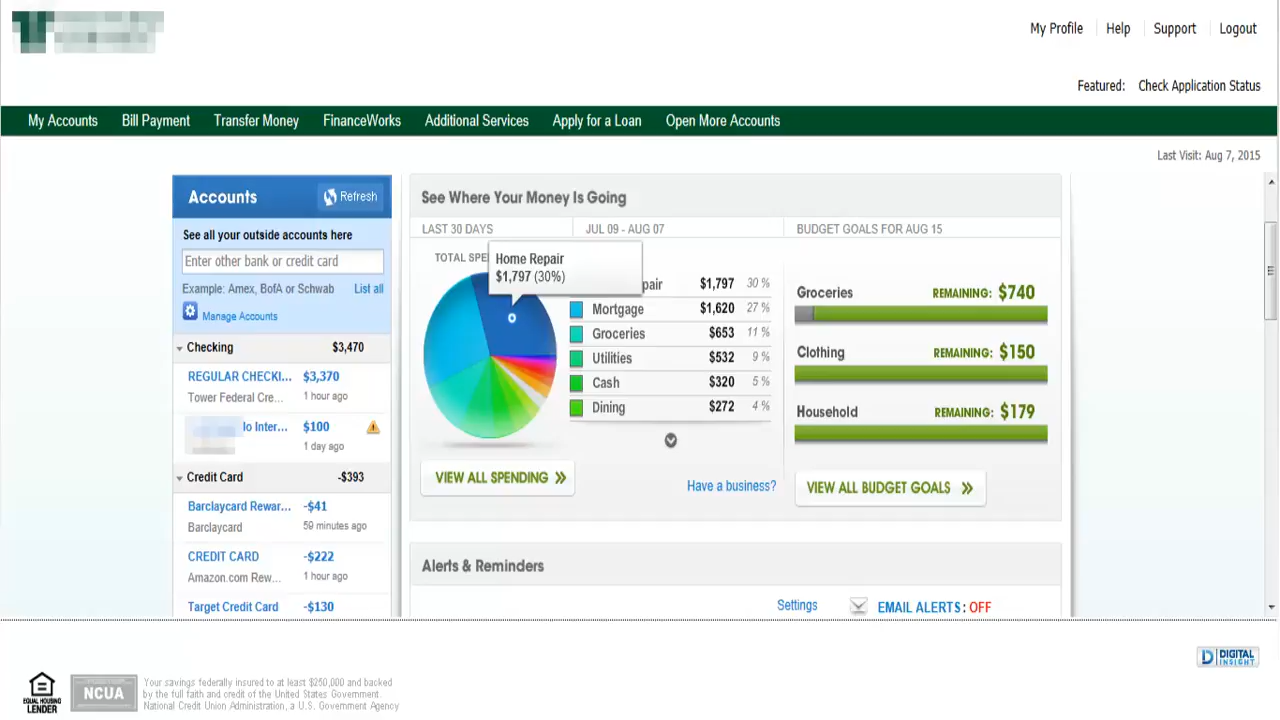 My Profile Help Support Logout
Featured: Check Application Status
My Accounts Bill Payment Transfer Money FinanceWorks Additional Services Apply for a Loan Open More Accounts
Last Visit: Aug 7, 2015
Accounts Refresh
See all your outside accounts here
Enter other bank or credit card
Example: Amex, BofA or Schwab List all
Manage Accounts
Checking $3,470
REGULAR CHECKI... $3,370
Tower Federal Cre... 1 hour ago
lo Inter... $100
1 day ago
Credit Card -$393
Barclaycard Rewar... -$41
Barclaycard 59 minutes ago
CREDIT CARD -$222
Amazon.com Rew... 1 hour ago
Target Credit Card -$130
See Where Your Money Is Going
LAST 30 DAYS JUL 09 - AUG 07 BUDGET GOALS FOR AUG 15
TOTAL SPE
Home Repair
$1,797 (30%)
pair $1,797 30 %
Mortgage $1,620 27 %
Groceries $653 11 %
Utilities $532 9 %
Cash $320 5 %
Dining $272 4 %
VIEW ALL SPENDING »
Have a business?
Groceries REMAINING: $740
Clothing REMAINING: $150
Household REMAINING: $179
VIEW ALL BUDGET GOALS »
Alerts & Reminders
Settings EMAIL ALERTS: OFF
DIGITAL
INSIGHT
EQUAL HOUSING
LENDER
NCUA
Your savings federally insured to at least $250,000 and backed
by the full faith and credit of the United States Government.
National Credit Union Administration, a U.S. Government Agency